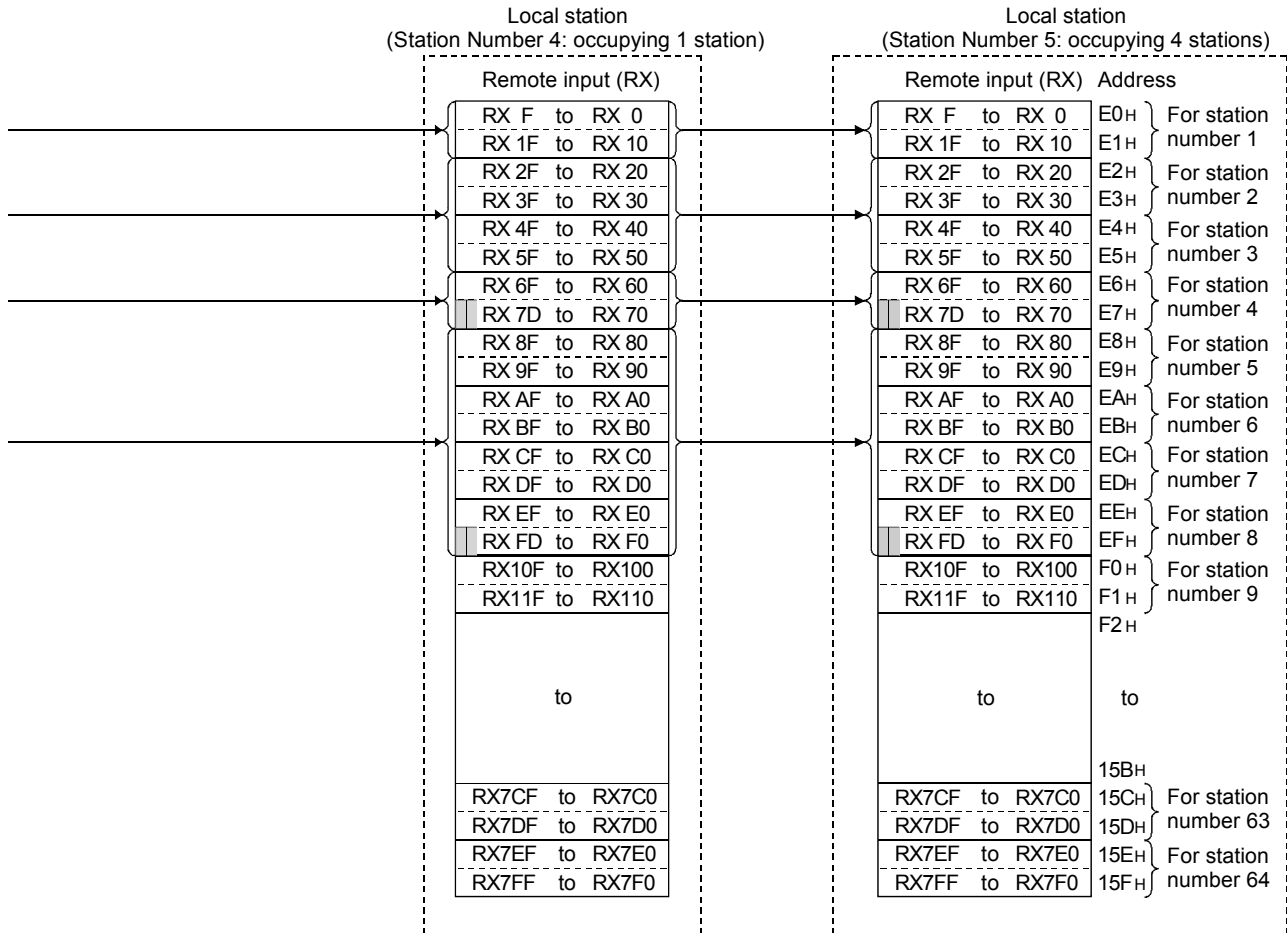 Local station
(Station Number 4: occupying 1 station)
Remote input (RX)
RX F to RX 0
RX 1F to RX 10
RX 2F to RX 20
RX 3F to RX 30
RX 4F to RX 40
RX 5F to RX 50
RX 6F to RX 60
RX 7D to RX 70
RX 8F to RX 80
RX 9F to RX 90
RX AF to RX A0
RX BF to RX B0
RX CF to RX C0
RX DF to RX D0
RX EF to RX E0
RX FD to RX F0
RX10F to RX100
RX11F to RX110
to
RX7CF to RX7C0
RX7DF to RX7D0
RX7EF to RX7E0
RX7FF to RX7F0
Local station
(Station Number 5: occupying 4 stations)
Remote input (RX) Address
RX F to RX 0 E0H
RX 1F to RX 10 E1H
For station
number 1
RX 2F to RX 20 E2H
RX 3F to RX 30 E3H
For station
number 2
RX 4F to RX 40 E4H
RX 5F to RX 50 E5H
For station
number 3
RX 6F to RX 60 E6H
RX 7D to RX 70 E7H
For station
number 4
RX 8F to RX 80 E8H
RX 9F to RX 90 E9H
For station
number 5
RX AF to RX A0 EAH
RX BF to RX B0 EBH
For station
number 6
RX CF to RX C0 ECH
RX DF to RX D0 EDH
For station
number 7
RX EF to RX E0 EEH
RX FD to RX F0 EFH
For station
number 8
RX10F to RX100 F0H
RX11F to RX110 F1H
For station
number 9
F2H
to to
15BH
RX7CF to RX7C0 15CH
RX7DF to RX7D0 15DH
For station
number 63
RX7EF to RX7E0 15EH
RX7FF to RX7F0 15FH
For station
number 64